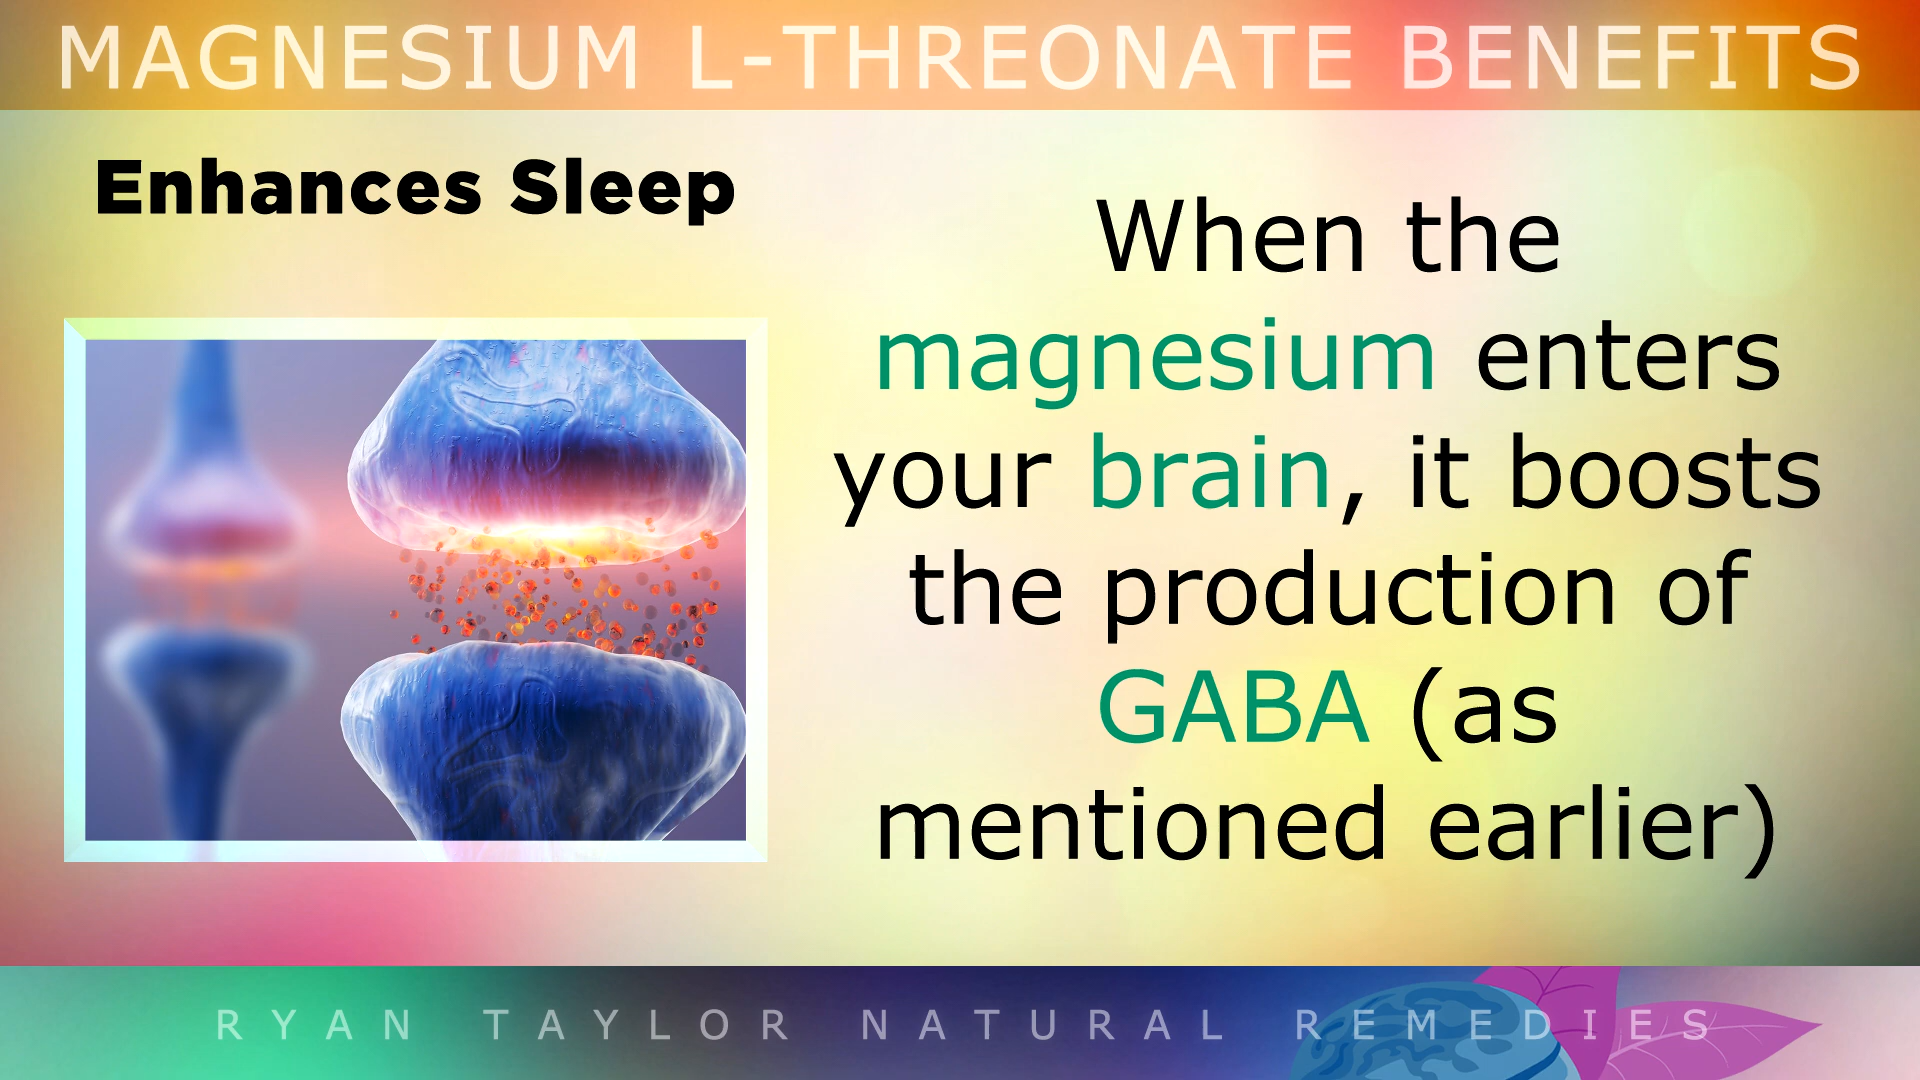 MAGNESIUM L-THREONATE BENEFITS
Enhances Sleep
When the
magnesium enters
your brain, it boosts
the production of
GABA (as
mentioned earlier)
RYAN TAYLOR NATURAL REMEDIES